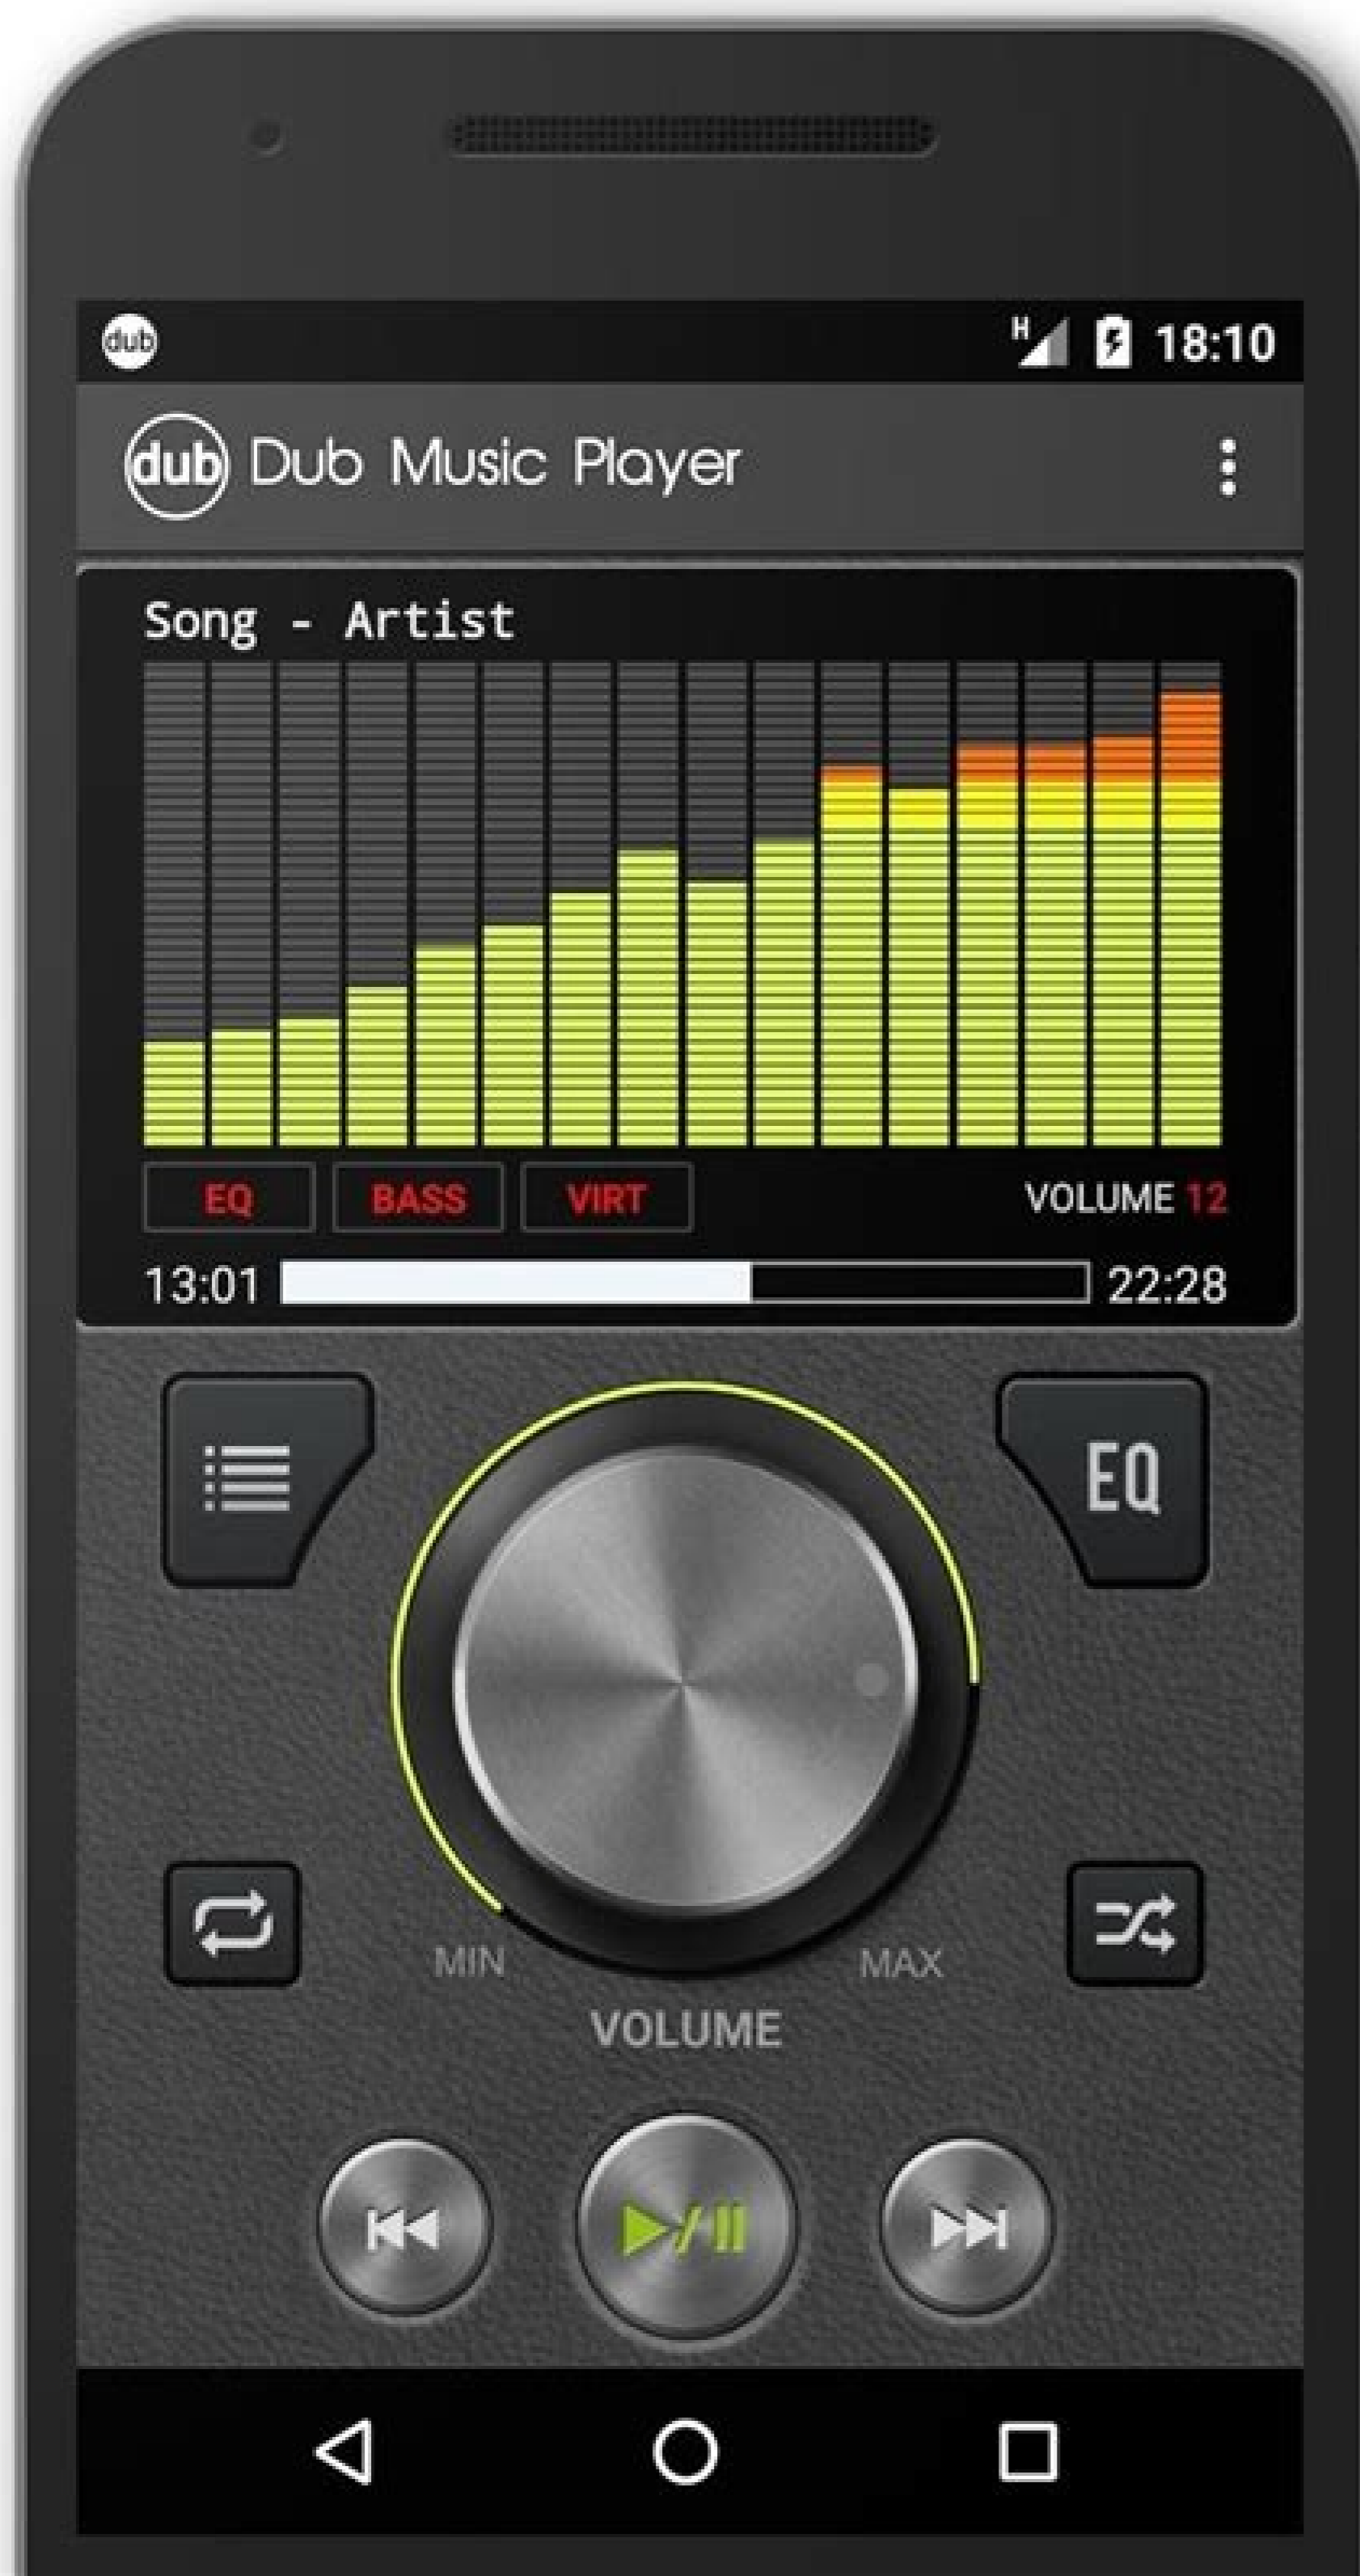 dub H 18:10
dub Dub Music Player
Song - Artist
EQ BASS VIRT VOLUME 12
13:01 22:28
EQ
MIN MAX
VOLUME